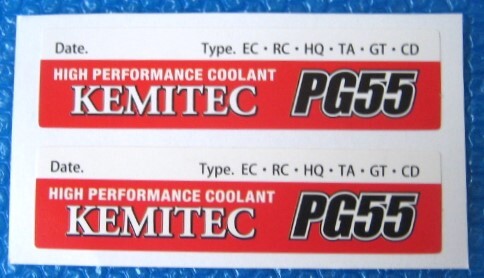 Date. Type. EC・RC・HQ・TA・GT・CD
HIGH PERFORMANCE COOLANT
KEMITEC PG55
Date. Type. EC・RC・HQ・TA・GT・CD
HIGH PERFORMANCE COOLANT
KEMITEC PG55